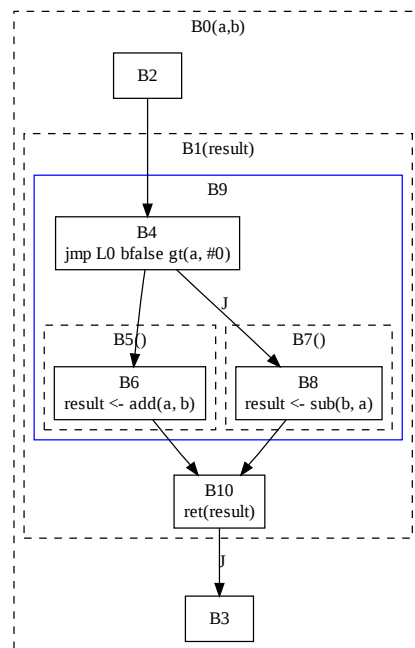 B0(a,b)
B2
B1(result)
B9
B4
jmp L0 bfalse gt(a, #0)
J
B5()
B7()
B6
result <- add(a, b)
B8
result <- sub(b, a)
B10
ret(result)
J
B3